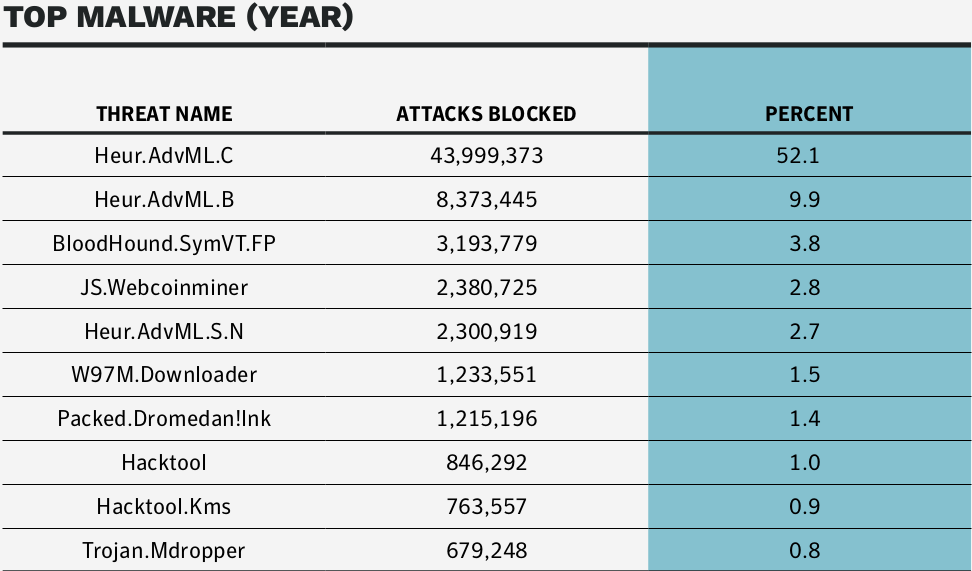 TOP MALWARE (YEAR)
THREAT NAME ATTACKS BLOCKED PERCENT
Heur.AdvML.C 43,999,373 52.1
Heur.AdvML.B 8,373,445 9.9
BloodHound.SymVT.FP 3,193,779 3.8
JS.Webcoinminer 2,380,725 2.8
Heur.AdvML.S.N 2,300,919 2.7
W97M.Downloader 1,233,551 1.5
Packed.Dromedan!lnk 1,215,196 1.4
Hacktool 846,292 1.0
Hacktool.Kms 763,557 0.9
Trojan.Mdropper 679,248 0.8